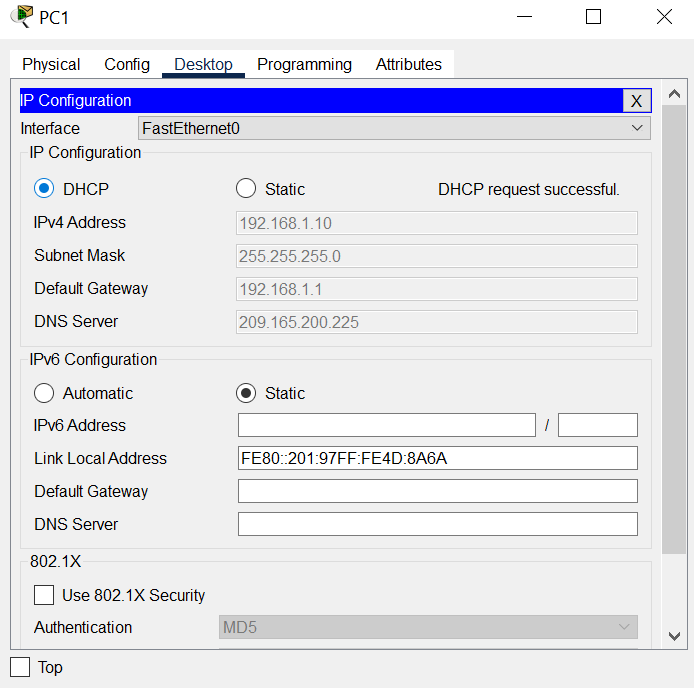 PC1
Physical Config Desktop Programming Attributes
IP Configuration X
Interface FastEthernet0
IP Configuration
DHCP Static DHCP request successful.
IPv4 Address 192.168.1.10
Subnet Mask 255.255.255.0
Default Gateway 192.168.1.1
DNS Server 209.165.200.225
IPv6 Configuration
Automatic Static
IPv6 Address /
Link Local Address FE80::201:97FF:FE4D:8A6A
Default Gateway
DNS Server
802.1X
Use 802.1X Security
Authentication MD5
Top